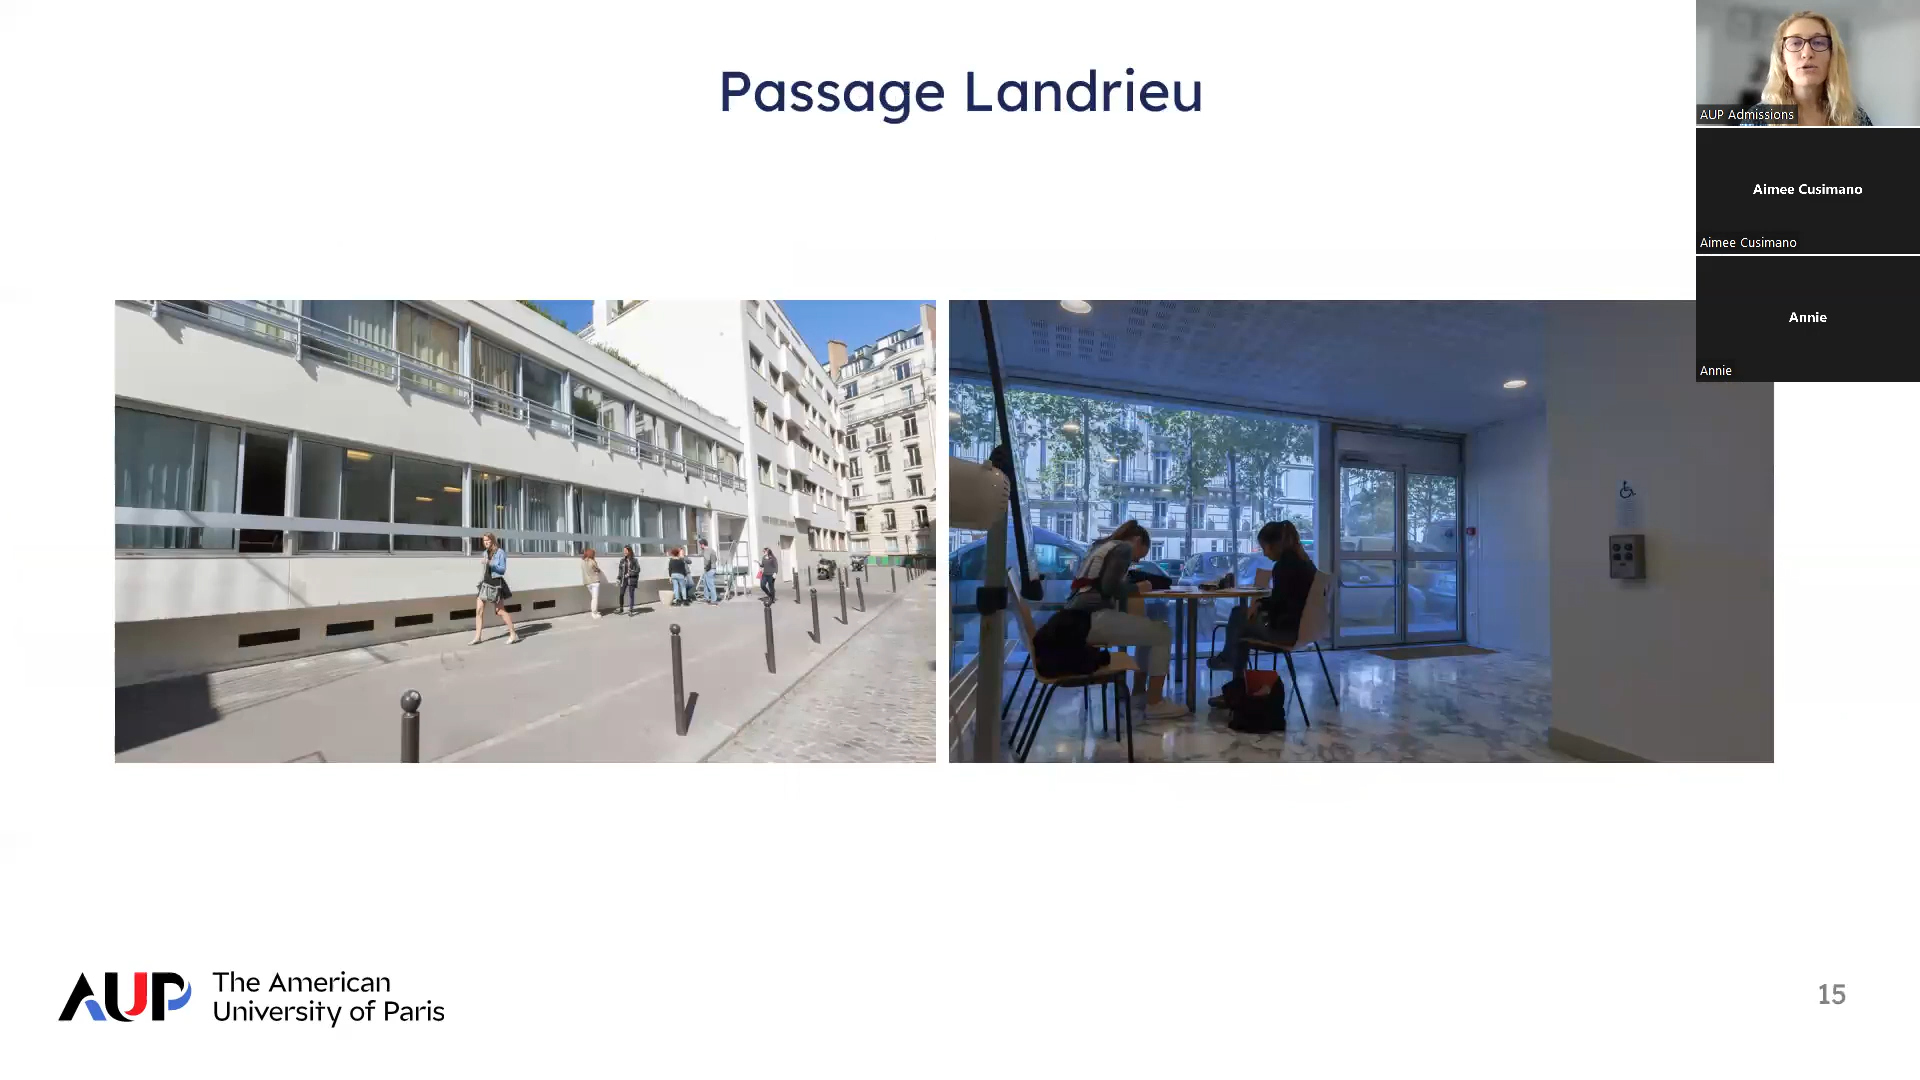 Passage Landrieu
AUP Admissions
Aimee Cusimano
Aimee Cusimano
Annie
Annie
AUP
The American
University of Paris
15